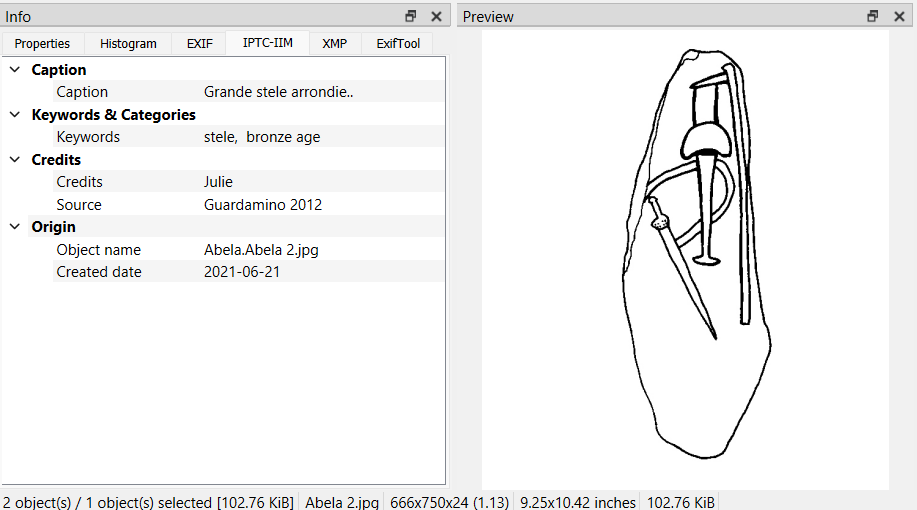 Info
Preview
Properties Histogram EXIF IPTC-IIM XMP ExifTool
Caption
Caption Grande stele arrondie..
Keywords & Categories
Keywords stele, bronze age
Credits
Credits Julie
Source Guardamino 2012
Origin
Object name Abela.Abela 2.jpg
Created date 2021-06-21
2 object(s) / 1 object(s) selected [102.76 KiB] Abela 2.jpg 666x750x24 (1.13) 9.25x10.42 inches 102.76 KiB